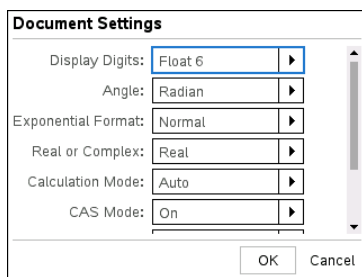 Document Settings
Display Digits: Float 6
Angle: Radian
Exponential Format: Normal
Real or Complex: Real
Calculation Mode: Auto
CAS Mode: On
OK Cancel